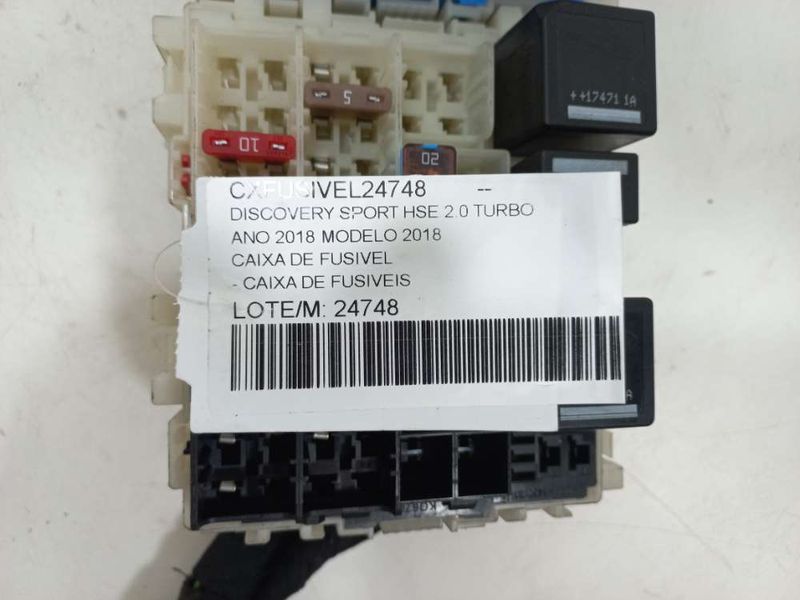 ++17471 1A
5
10
20
CXFUSIVEL24748 --
DISCOVERY SPORT HSE 2.0 TURBO
ANO 2018 MODELO 2018
CAIXA DE FUSIVEL
- CAIXA DE FUSIVEIS
LOTE/M: 24748